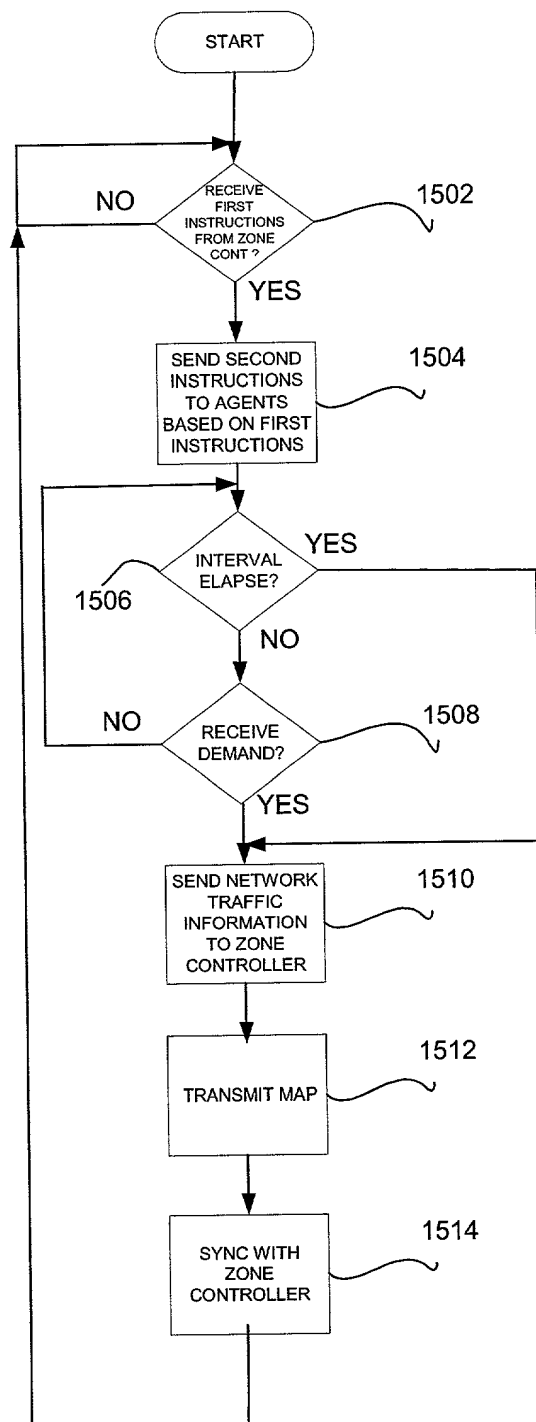 START
NO
RECEIVE
FIRST
INSTRUCTIONS
FROM ZONE
CONT ?
1502
YES
SEND SECOND
INSTRUCTIONS
TO AGENTS
BASED ON FIRST
INSTRUCTIONS
1504
INTERVAL
ELAPSE?
YES
1506
NO
NO
RECEIVE
DEMAND?
1508
YES
SEND NETWORK
TRAFFIC
INFORMATION
TO ZONE
CONTROLLER
1510
TRANSMIT MAP
1512
SYNC WITH
ZONE
CONTROLLER
1514